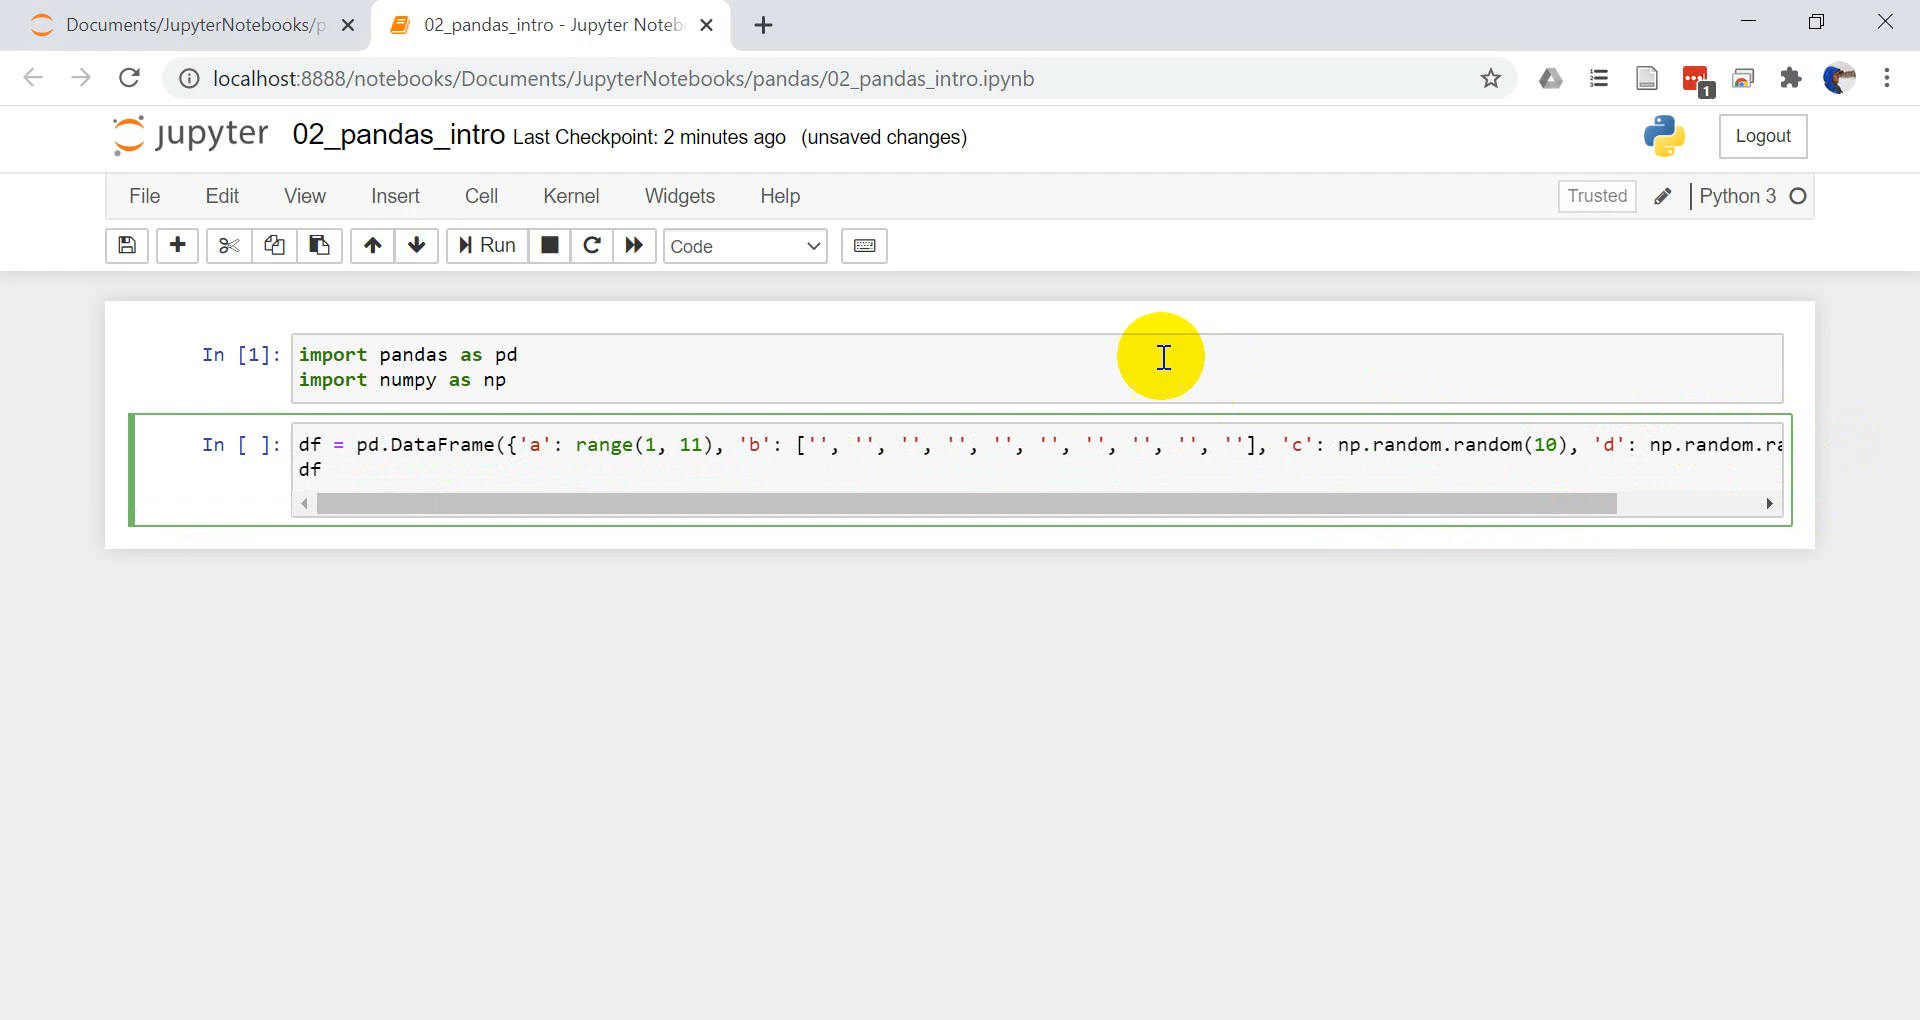 Documents/JupyterNotebooks/p
02_pandas_intro - Jupyter Noteb
localhost:8888/notebooks/Documents/JupyterNotebooks/pandas/02_pandas_intro.ipynb
1
jupyter 02_pandas_intro Last Checkpoint: 2 minutes ago (unsaved changes)
Logout
File Edit View Insert Cell Kernel Widgets Help
Trusted Python 3
Run Code
In [1]: import pandas as pd
import numpy as np
In [ ]: df = pd.DataFrame({'a': range(1, 11), 'b': ['', '', '', '', '', '', '', '', '', ''], 'c': np.random.random(10), 'd': np.random.ra
df